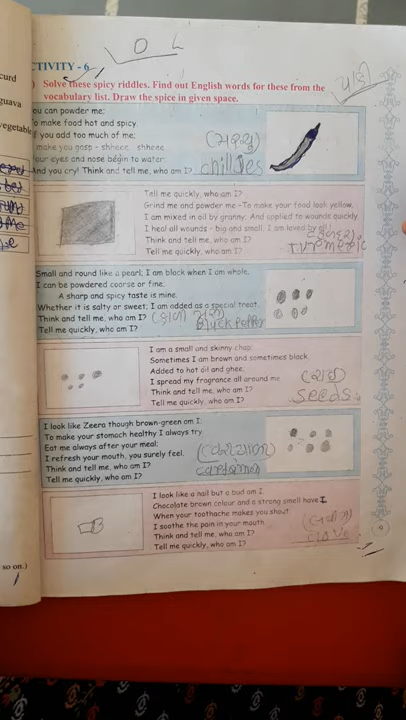 curd
guava
vegetable
so on.)
CTIVITY - 6
Solve these spicy riddles. Find out English words for these from the
vocabulary list. Draw the spice in given space.
ou can powder me:
To make food hot and spicy.
if you add too much of me;
make you gasp - shheee.. shheee.
Your eyes and nose begin to water
And you cry! Think and tell me, who am I?
chillies
Tell me quickly, who am I?
Grind me and powder me -To make your food look yellow.
I am mixed in oil by granny: And applied to wounds quickly.
I heal all wounds - big and small. I am loved by all!
Think and tell me, who am I?
Tell me quickly, who am I?
Turmeric
Small and round like a pearl; I am black when I am whole.
I can be powdered coarse or fine;
A sharp and spicy taste is mine.
Whether it is salty or sweet; I am added as a special treat.
Think and tell me, who am I?
Tell me quickly, who am I?
I am a small and skinny chap:
Sometimes I am brown and sometimes black,
Added to hot oil and ghee;
I spread my fragrance all around me
Think and tell me, who am I?
Tell me quickly, who am I?
seeds
I look like Zeera though brown-green am I;
To make your stomach healthy I always try.
Eat me always after your meal;
I refresh your mouth, you surely feel.
Think and tell me, who am I?
Tell me quickly, who am I?
I look like a nail but a bud am I.
Chocolate brown colour and a strong smell have I.
When your toothache makes you shout
I soothe the pain in your mouth
Think and tell me, who am I?
Tell me quickly, who am I?